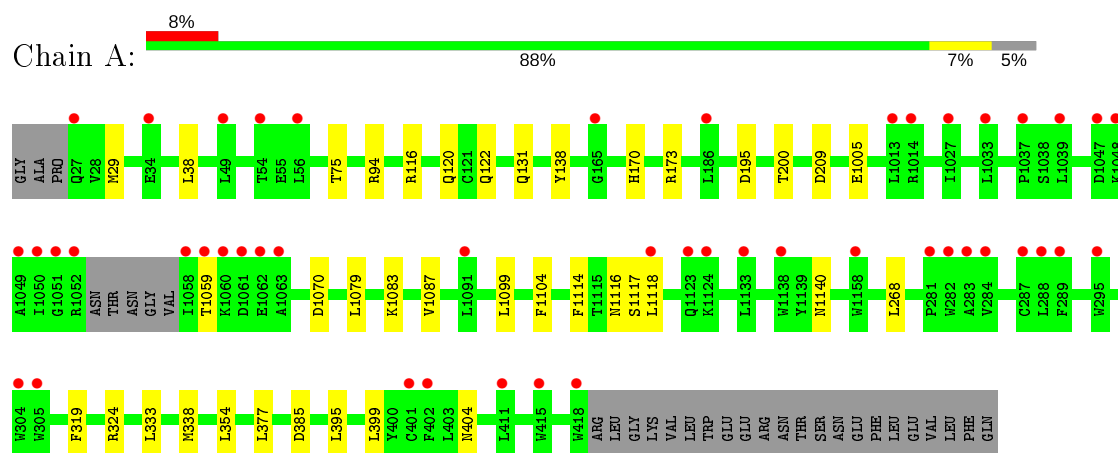 8%
Chain A:
88% 7% 5%
GLY ALA PRO Q27 V28 M29 E34 L38 L49 T54 E55 L56 T75 R94 R116 Q120 C121 Q122 Q131 Y138 G165 H170 R173 L186 D195 T200 D209 E1005 L1013 R1014 I1027 L1033 P1037 S1038 L1039 D1047 K1048
A1049 I1050 G1051 R1052 ASN THR ASN GLY VAL I1058 T1059 K1060 D1061 E1062 A1063 D1070 L1079 K1083 V1087 L1091 L1099 F1104 F1114 T1115 N1116 S1117 L1118 Q1123 K1124 L1133 W1138 Y1139 N1140 W1158 L268 P281 W282 A283 V284 C287 L288 F289 W295
W304 W305 F319 R324 L333 M338 L354 L377 D385 L395 L399 Y400 C401 F402 L403 N404 L411 W415 W418 ARG LEU GLY LYS VAL LEU TRP GLU GLU ARG ASN THR SER ASN GLU PHE LEU GLU VAL LEU PHE GLN